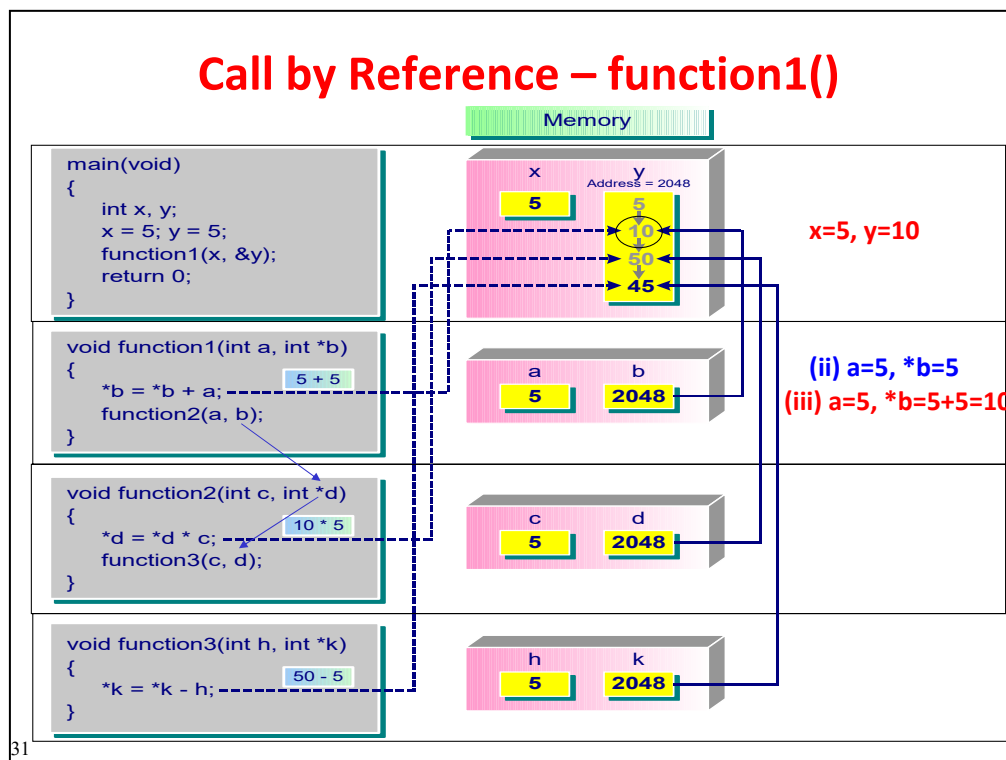 Call by Reference – function1()
Memory
main(void)
{
int x, y;
x = 5; y = 5;
function1(x, &y);
return 0;
}
x
y
Address = 2048
5
5
10
50
45
x=5, y=10
void function1(int a, int *b)
{
*b = *b + a;
5 + 5
function2(a, b);
}
a
b
5
2048
(ii) a=5, *b=5
(iii) a=5, *b=5+5=10
void function2(int c, int *d)
{
*d = *d * c;
10 * 5
function3(c, d);
}
c
d
5
2048
void function3(int h, int *k)
{
*k = *k - h;
50 - 5
}
h
k
5
2048
31